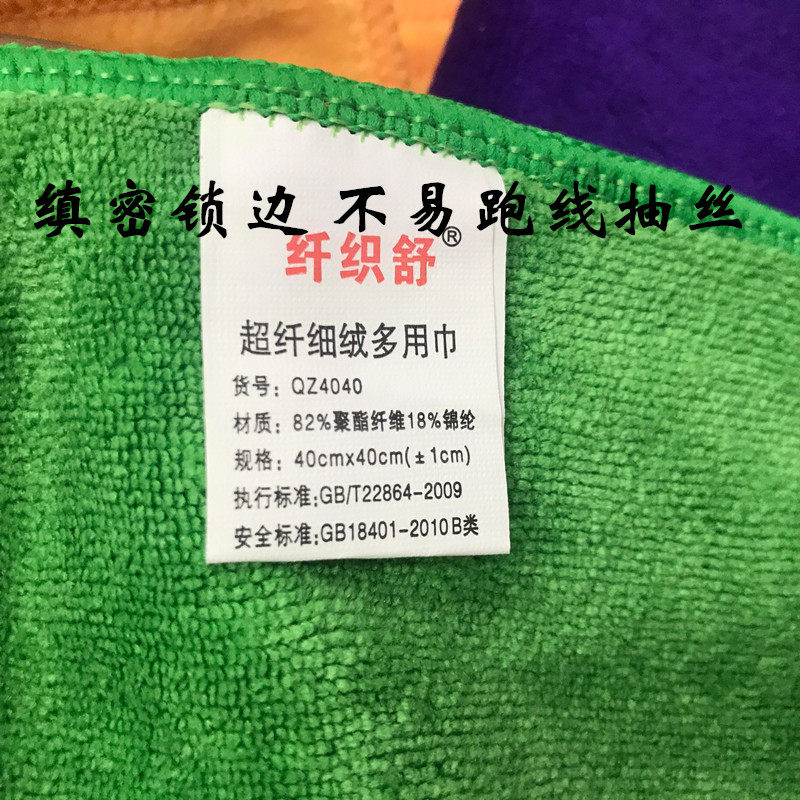 缜密锁边 不易跑线抽丝
纤织舒®
超纤细绒多用巾
货号: QZ4040
材质: 82%聚酯纤维18%锦纶
规格: 40cmx40cm(±1cm)
执行标准:GB/T22864-2009
安全标准:GB18401-2010B类